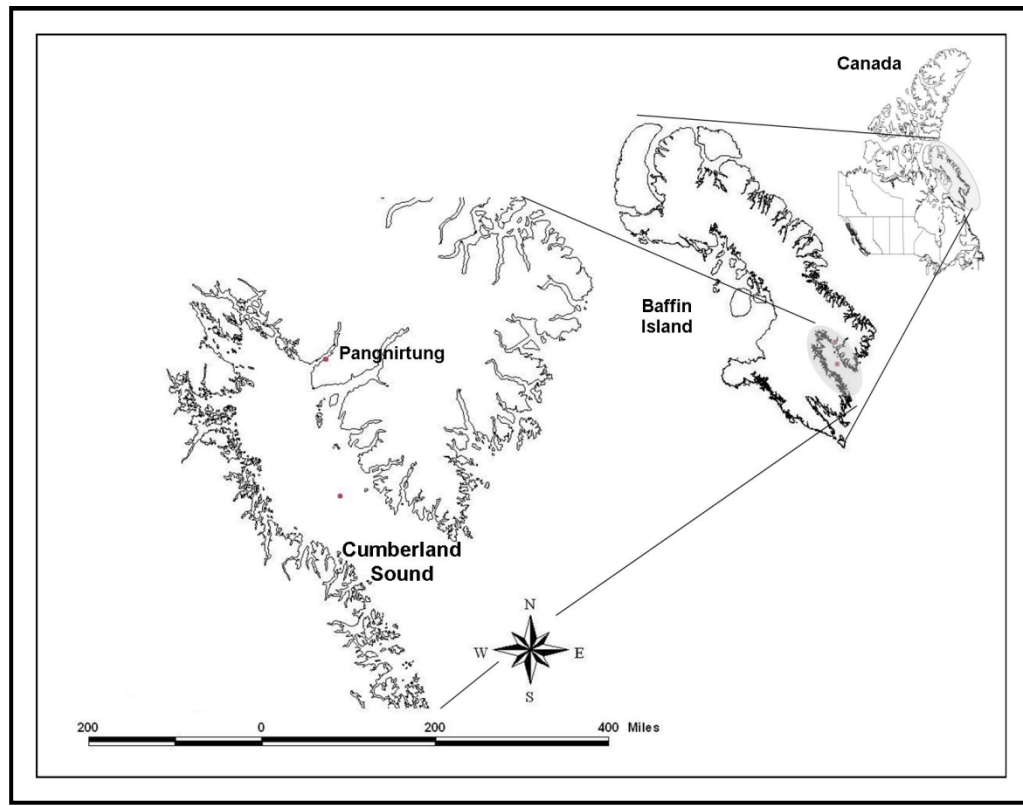 Canada
Baffin
Island
Pangnirtung
Cumberland
Sound
N
W E
S
200 0 200 400 Miles